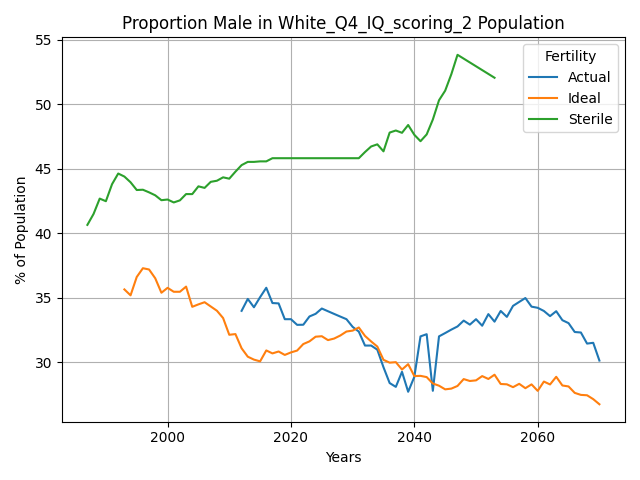 Proportion Male in White_Q4_IQ_scoring_2 Population
55
50
45
40
35
30
% of Population
Fertility
Actual
Ideal
Sterile
2000
2020
2040
2060
Years